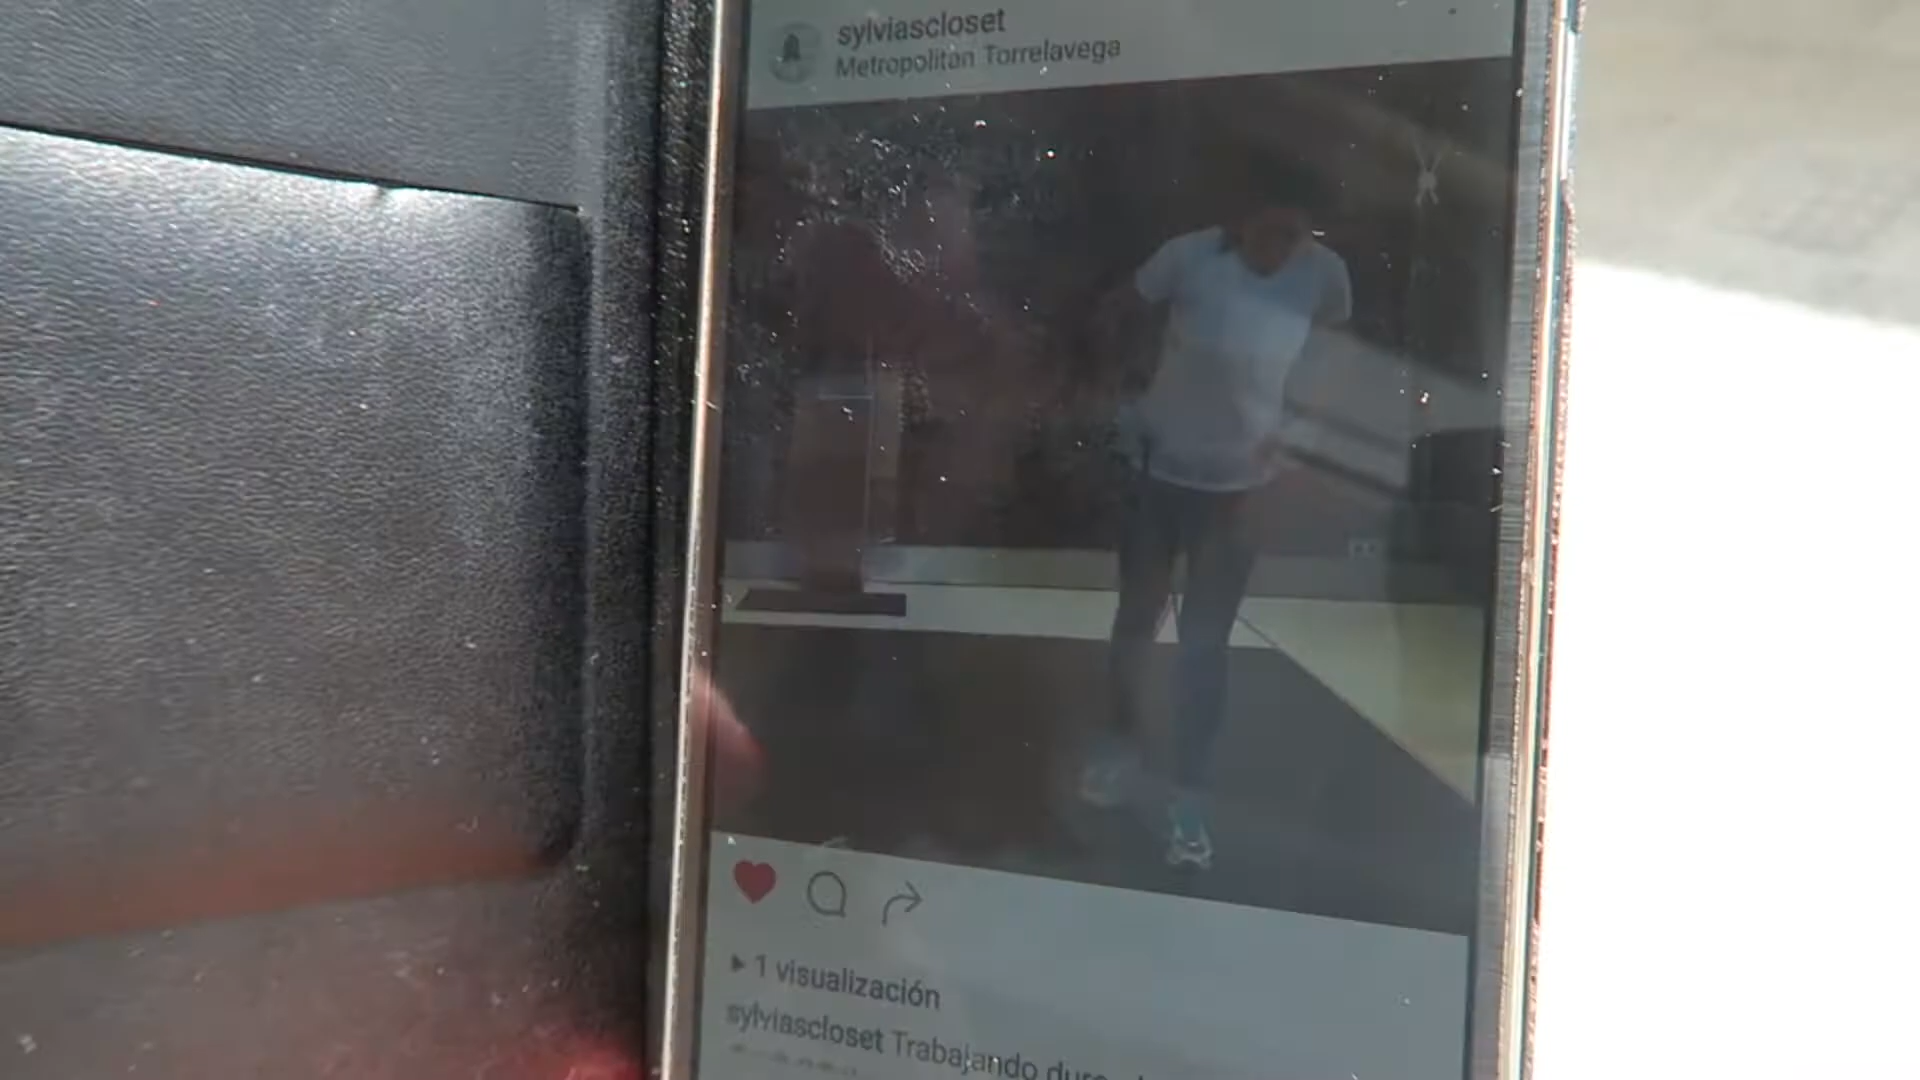 sylviascloset
Metropolitan Torrelavega
1 visualización
sylviascloset Trabajando